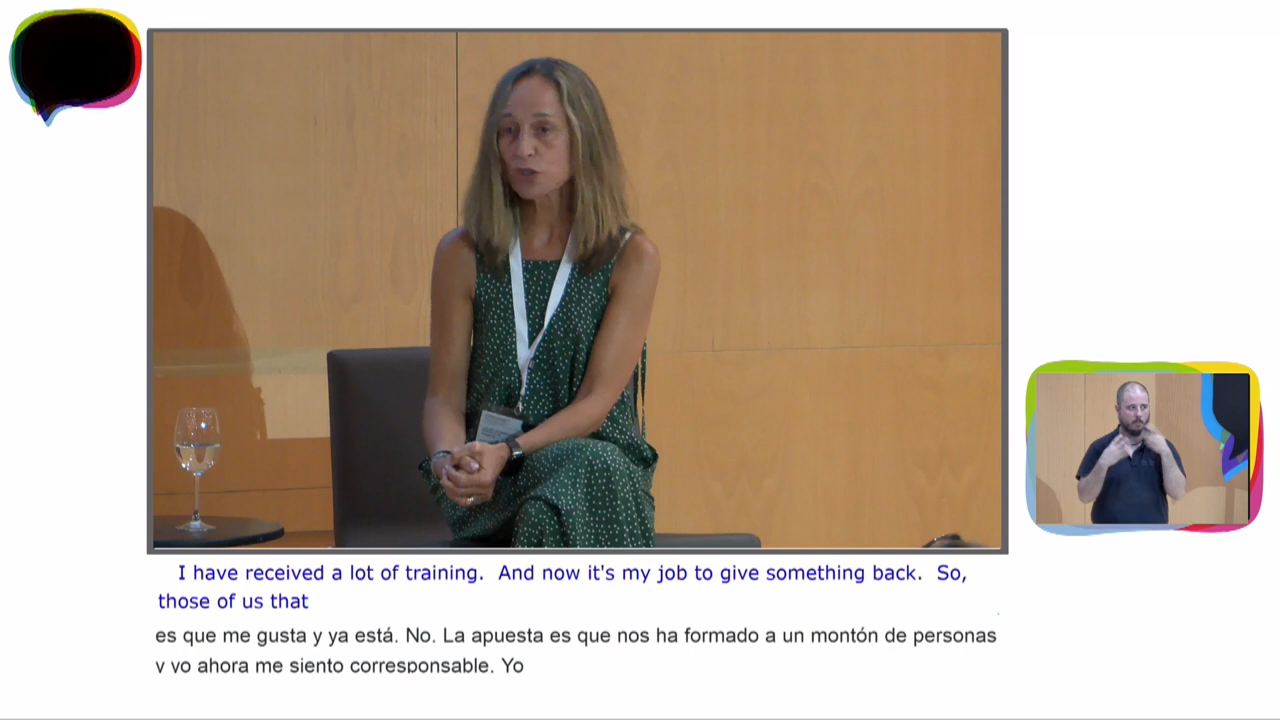 I have received a lot of training. And now it's my job to give something back. So,
those of us that
es que me gusta y ya está. No. La apuesta es que nos ha formado a un montón de personas
y yo ahora me siento corresponsable. Yo